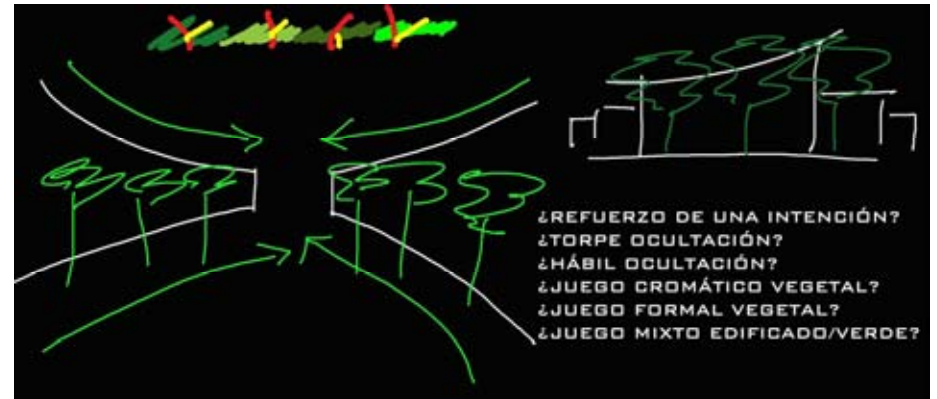 ¿REFUERZO DE UNA INTENCIÓN?
¿TORPE OCULTACIÓN?
¿HÁBIL OCULTACIÓN?
¿JUEGO CROMÁTICO VEGETAL?
¿JUEGO FORMAL VEGETAL?
¿JUEGO MIXTO EDIFICADO/VERDE?